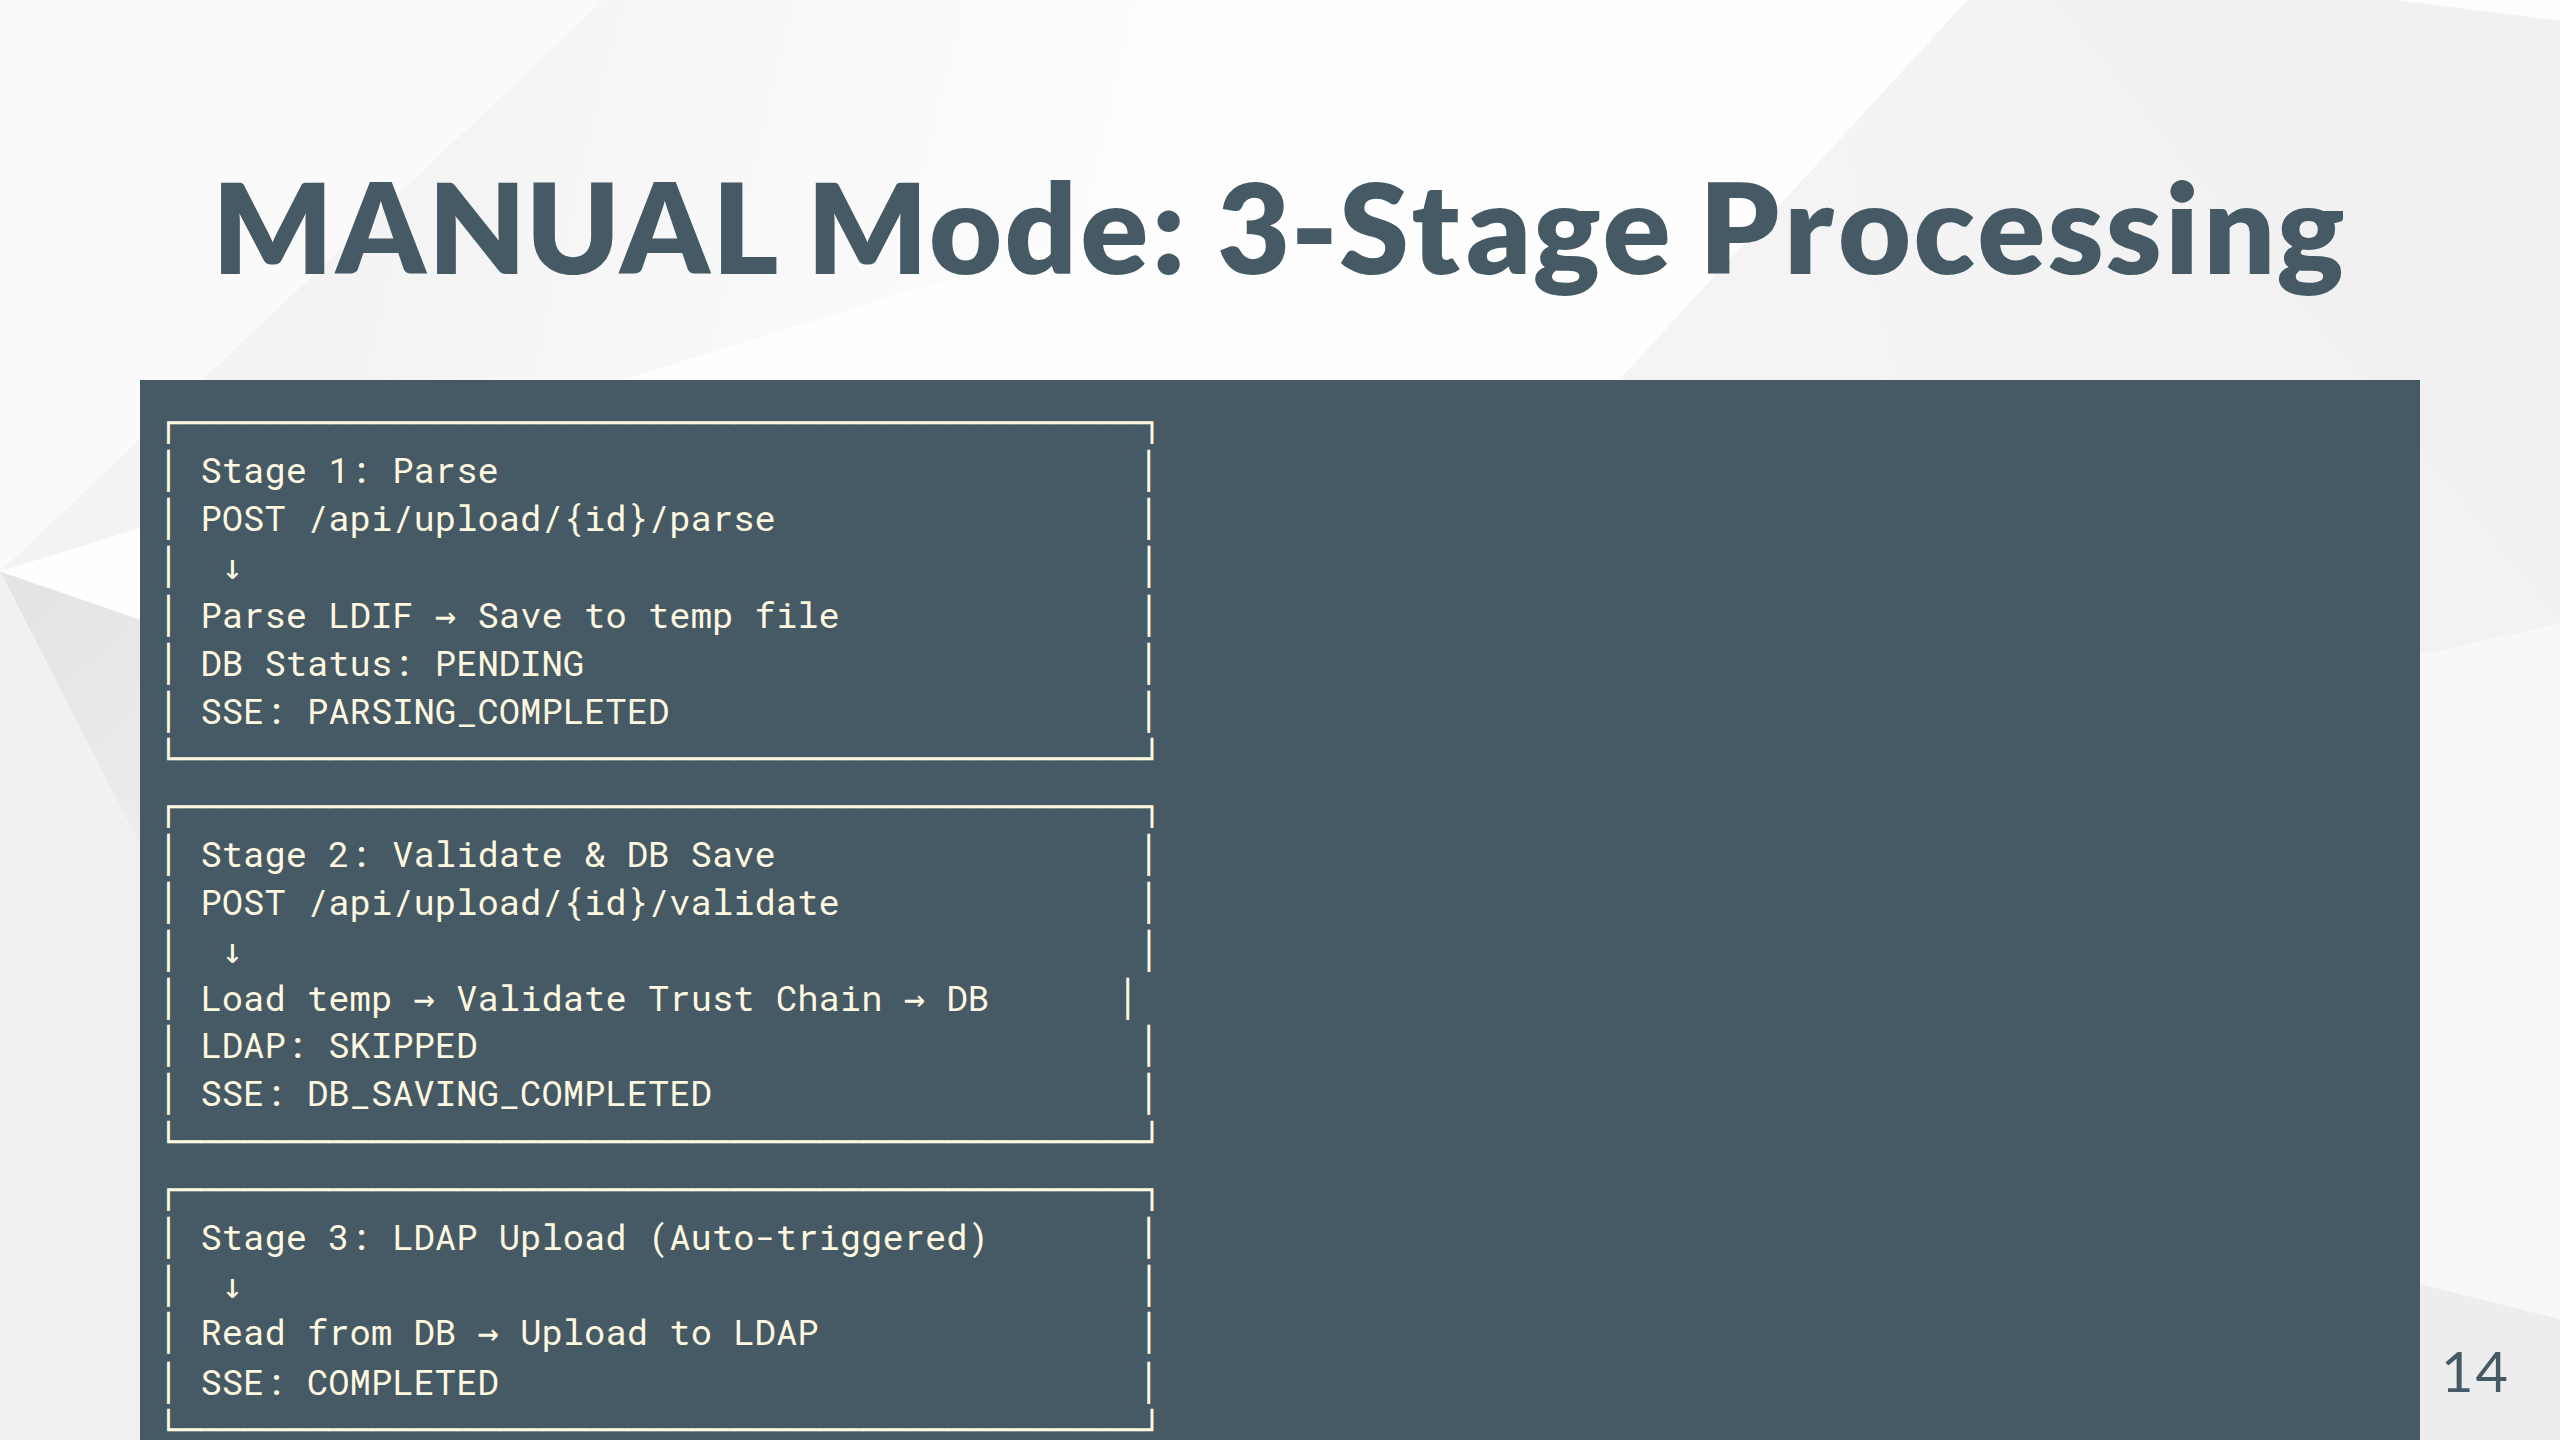 MANUAL Mode: 3-Stage Processing
Stage 1: Parse
POST /api/upload/{id}/parse
↓
Parse LDIF → Save to temp file
DB Status: PENDING
SSE: PARSING_COMPLETED
Stage 2: Validate & DB Save
POST /api/upload/{id}/validate
↓
Load temp → Validate Trust Chain → DB
LDAP: SKIPPED
SSE: DB_SAVING_COMPLETED
Stage 3: LDAP Upload (Auto-triggered)
↓
Read from DB → Upload to LDAP
SSE: COMPLETED
14